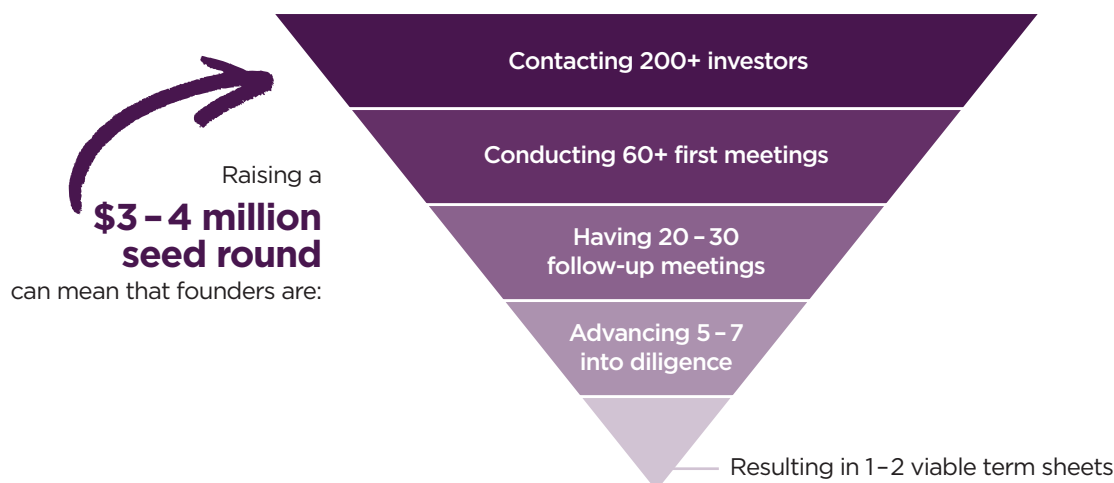 Contacting 200+ investors
Conducting 60+ first meetings
Raising a
$3–4 million
seed round
can mean that founders are:
Having 20–30
follow-up meetings
Advancing 5–7
into diligence
Resulting in 1–2 viable term sheets